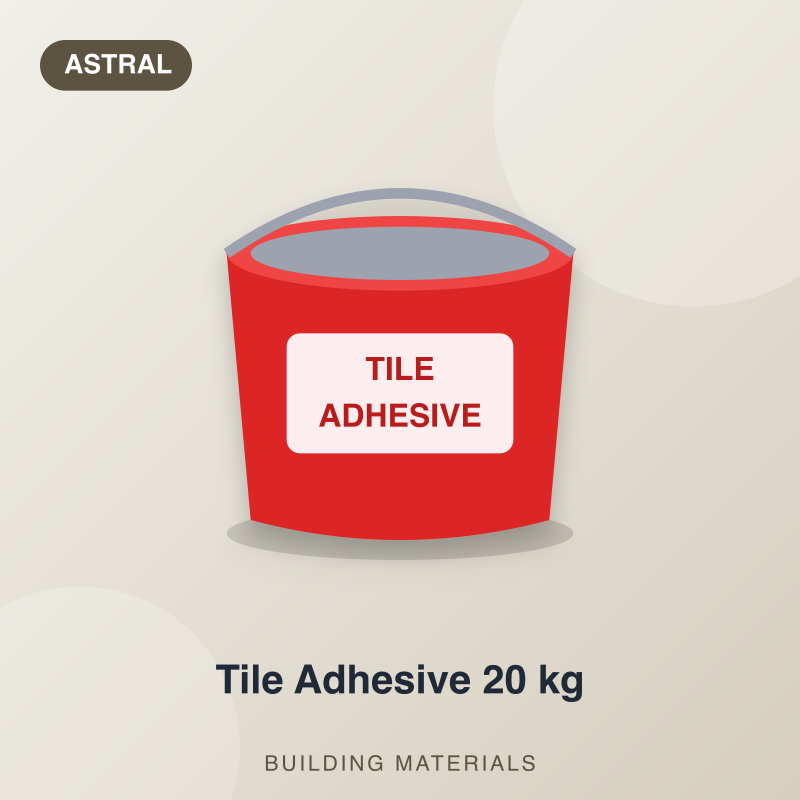 ASTRAL
TILE
ADHESIVE
Tile Adhesive 20 kg
BUILDING MATERIALS